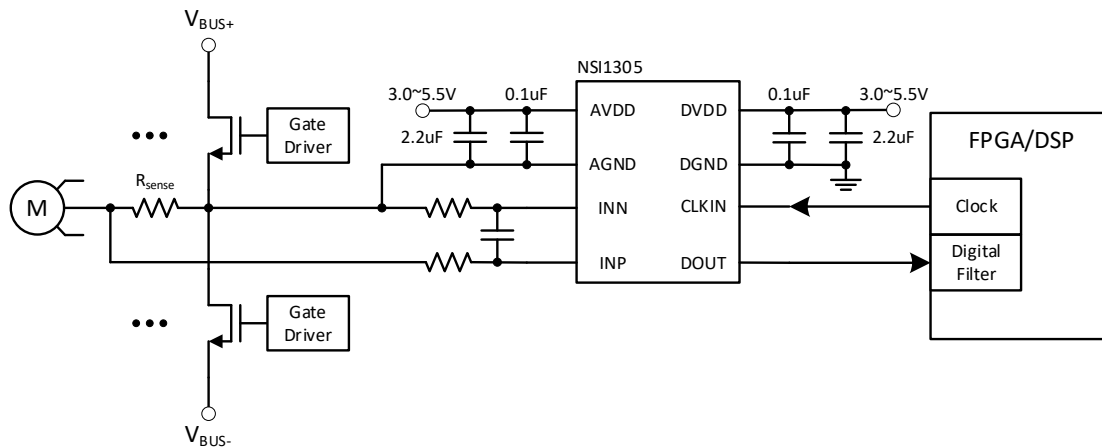 VBUS+
NSI1305
3.0~5.5V
0.1uF
AVDD
DVDD
0.1uF
3.0~5.5V
Gate
Driver
2.2uF
2.2uF
FPGA/DSP
AGND
DGND
Rsense
M
INN
CLKIN
Clock
INP
DOUT
Digital
Filter
Gate
Driver
VBUS-